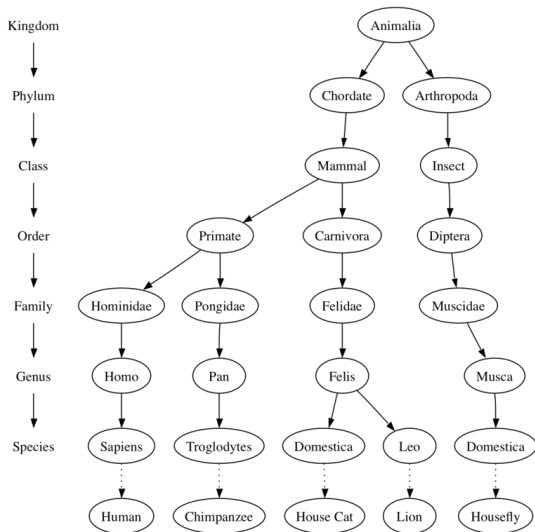 Kingdom Animalia
Phylum Chordate Arthropoda
Class Mammal Insect
Order Primate Carnivora Diptera
Family Hominidae Pongidae Felidae Muscidae
Genus Homo Pan Felis Musca
Species Sapiens Troglodytes Domestica Leo Domestica
Human Chimpanzee House Cat Lion Housefly